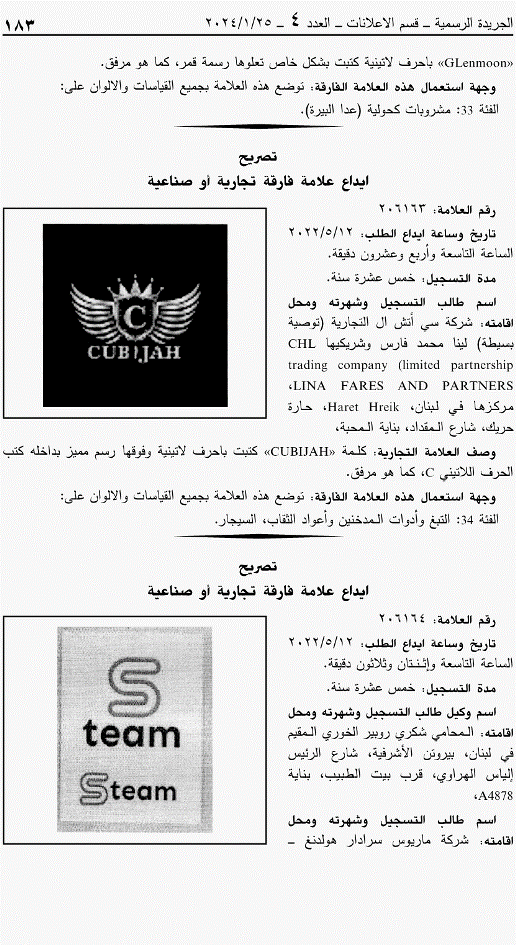 الجريدة الرسمية ــ قسم الاعلانات ــ العدد ٤ ــ ٢٠٢٤/١/٢٥
١٨٣
«GLenmoon» باحرف لاتينية كتبت بشكل خاص تعلوها رسمة قمر، كما هو مرفق.
وجهة استعمال هذه العلامة الفارقة: توضع هذه العلامة بجميع القياسات والالوان على:
الفئة 33: مشروبات كحولية (عدا البيرة).
تصريح
ايداع علامة فارقة تجارية أو صناعية
رقم العلامة: ٢٠٦١٦٣
تاريخ وساعة ايداع الطلب: ٢٠٢٢/٥/١٢
الساعة التاسعة وأربع وعشرون دقيقة.
مدة التسجيل: خمس عشرة سنة.
اسم طالب التسجيل وشهرته ومحل
اقامته: شركة سي أتش ال التجارية (توصية
بسيطة) لينا محمد فارس وشريكيها CHL
trading company (limited partnership
LINA FARES AND PARTNERS،
مركزها في لبنان، Haret Hreik، حارة
حريك، شارع المقداد، بناية المحبة،
C
CUBIJAH
وصف العلامة التجارية: كلمة «CUBIJAH» كتبت باحرف لاتينية وفوقها رسم مميز بداخله كتب
الحرف اللاتيني C، كما هو مرفق.
وجهة استعمال هذه العلامة الفارقة: توضع هذه العلامة بجميع القياسات والالوان على:
الفئة 34: التبغ وأدوات المدخنين وأعواد الثقاب، السيجار.
تصريح
ايداع علامة فارقة تجارية أو صناعية
رقم العلامة: ٢٠٦١٦٤
تاريخ وساعة ايداع الطلب: ٢٠٢٢/٥/١٢
الساعة التاسعة وإثنتان وثلاثون دقيقة.
مدة التسجيل: خمس عشرة سنة.
اسم وكيل طالب التسجيل وشهرته ومحل
اقامته: المحامي شكري روبير الخوري المقيم
في لبنان، بيروتن الأشرفية، شارع الرئيس
إلياس الهراوي، قرب بيت الطبيب، بناية
A4878،
اسم طالب التسجيل وشهرته ومحل
اقامته: شركة ماريوس سرادار هولدنغ ــ
S
team
Steam